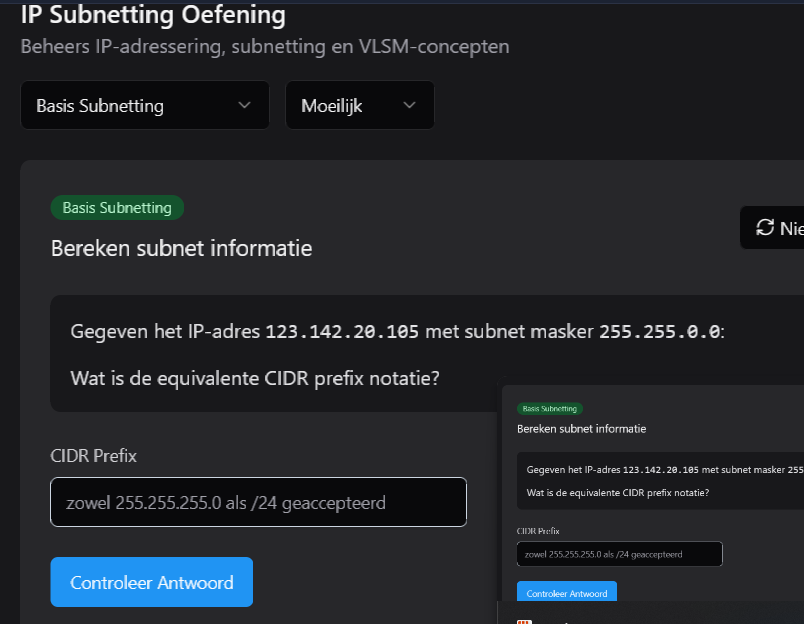 IP Subnetting Oefening
Beheers IP-adressering, subnetting en VLSM-concepten
Basis Subnetting
Moeilijk
Basis Subnetting
Bereken subnet informatie
Nie
Gegeven het IP-adres 123.142.20.105 met subnet masker 255.255.0.0:
Wat is de equivalente CIDR prefix notatie?
CIDR Prefix
zowel 255.255.255.0 als /24 geaccepteerd
Controleer Antwoord
Basis Subnetting
Bereken subnet informatie
Gegeven het IP-adres 123.142.20.105 met subnet masker 255
Wat is de equivalente CIDR prefix notatie?
CIDR Prefix
zowel 255.255.255.0 als /24 geaccepteerd
Controleer Antwoord